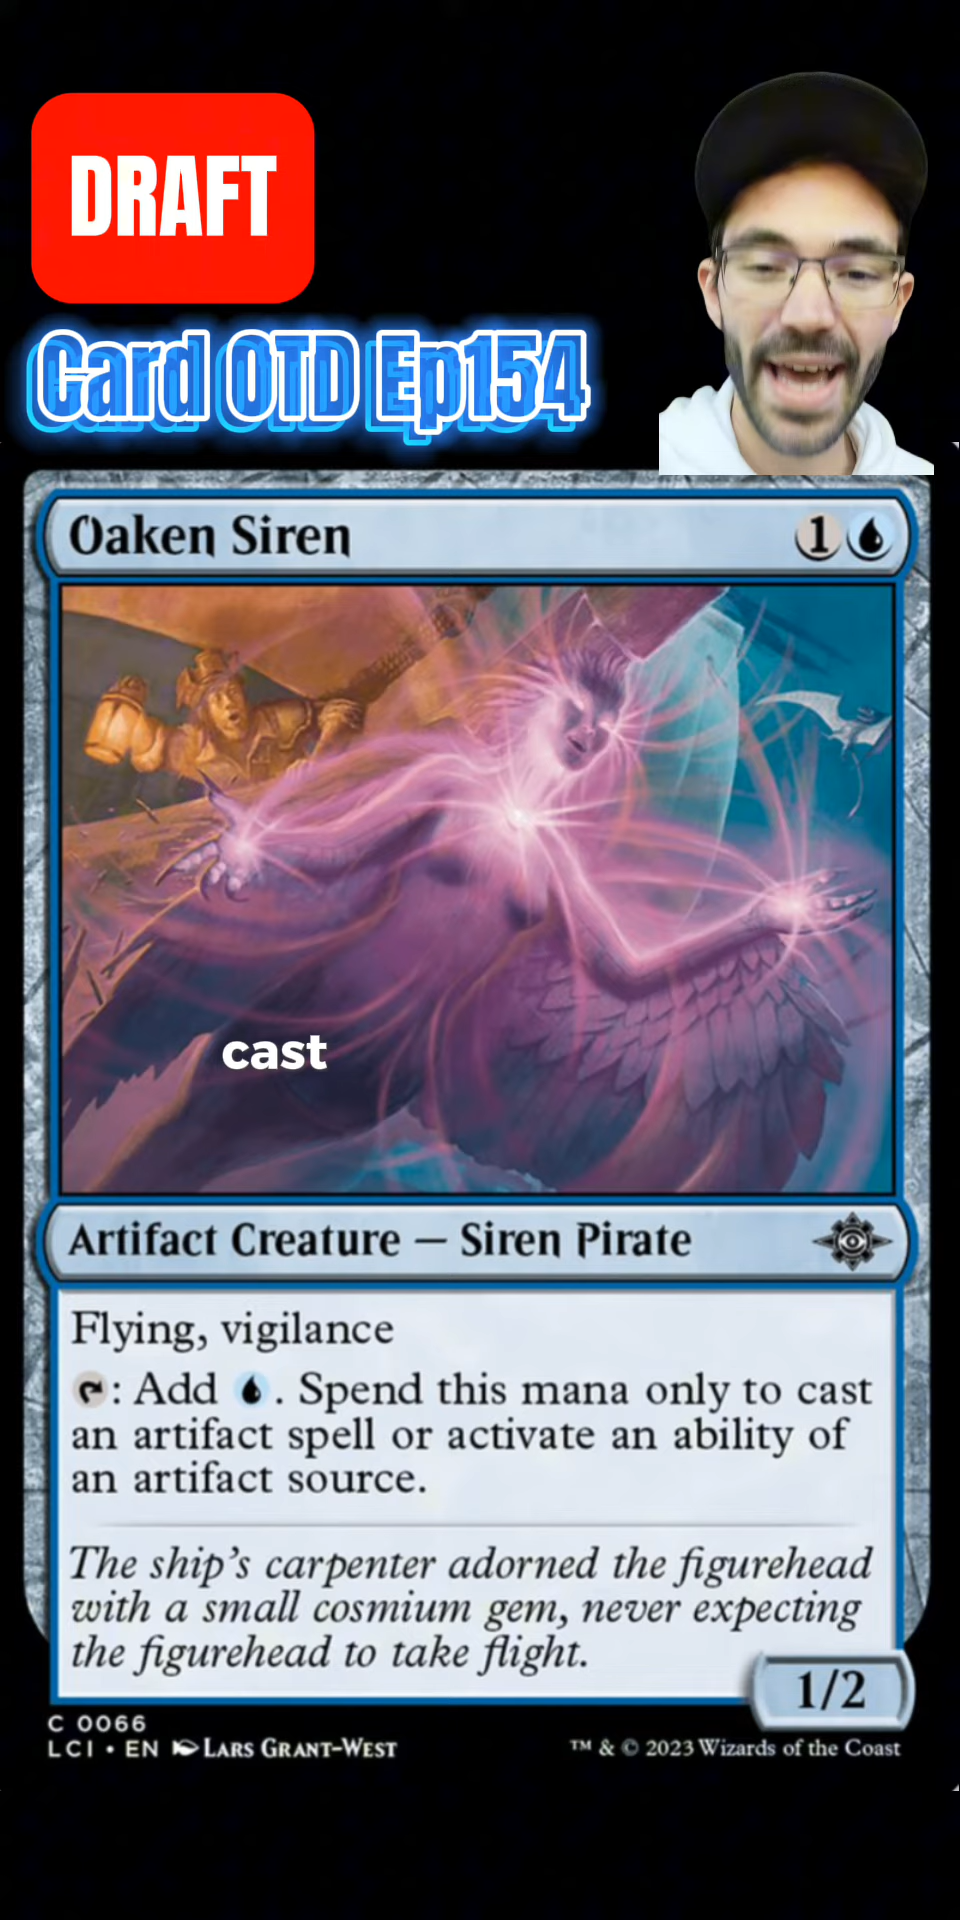 DRAFT
Card OTD Ep154
Oaken Siren
1
cast
Artifact Creature — Siren Pirate
Flying, vigilance
: Add . Spend this mana only to cast
an artifact spell or activate an ability of
an artifact source.
The ship's carpenter adorned the figurehead
with a small cosmium gem, never expecting
the figurehead to take flight.
1/2
C 0066
LCI • EN Lars Grant-West
™ & © 2023 Wizards of the Coast